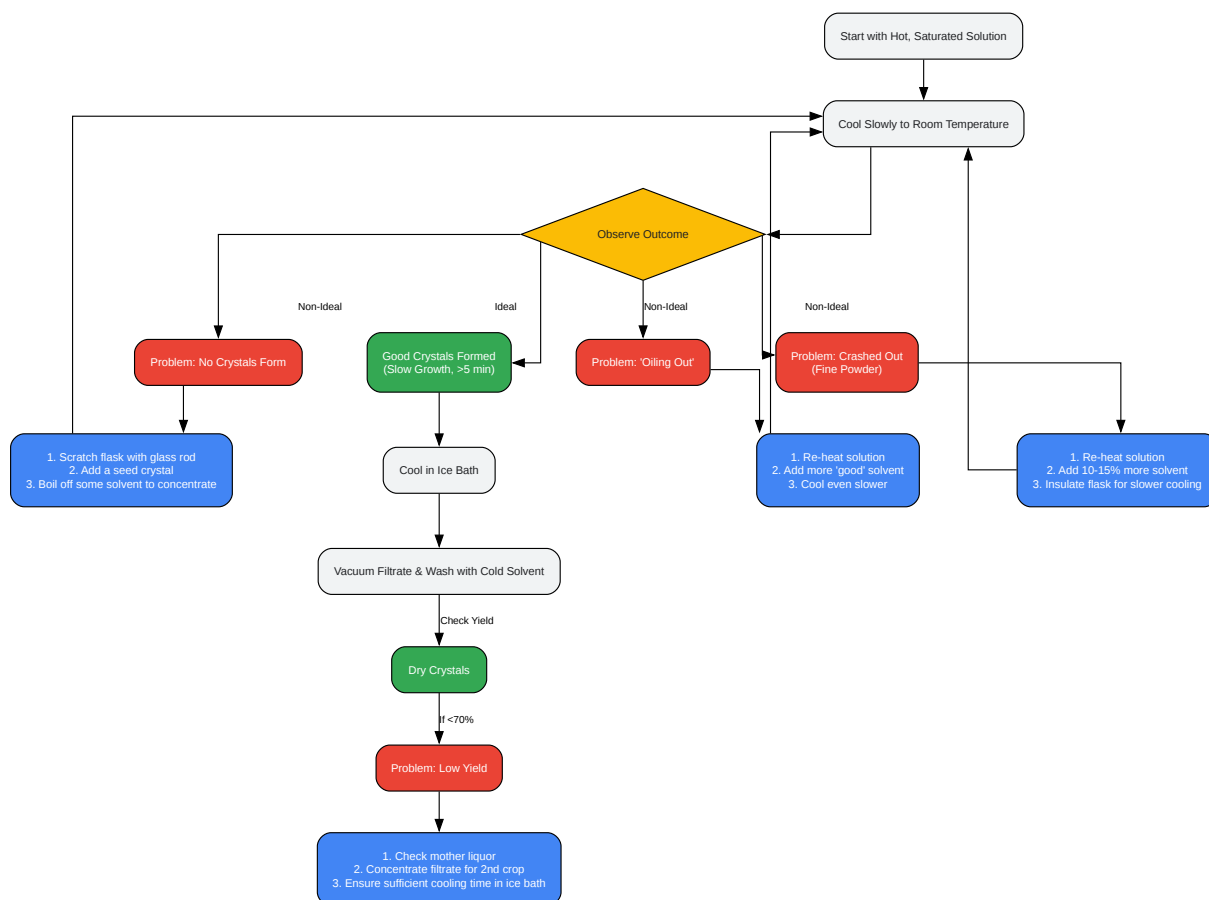 Start with Hot, Saturated Solution
Cool Slowly to Room Temperature
Observe Outcome
Non-Ideal
Ideal
Non-Ideal
Non-Ideal
Problem: No Crystals Form
Good Crystals Formed
(Slow Growth, >5 min)
Problem: 'Oiling Out'
Problem: Crashed Out
(Fine Powder)
1. Scratch flask with glass rod
2. Add a seed crystal
3. Boil off some solvent to concentrate
Cool in Ice Bath
1. Re-heat solution
2. Add more 'good' solvent
3. Cool even slower
1. Re-heat solution
2. Add 10-15% more solvent
3. Insulate flask for slower cooling
Vacuum Filtrate & Wash with Cold Solvent
Check Yield
Dry Crystals
If <70%
Problem: Low Yield
1. Check mother liquor
2. Concentrate filtrate for 2nd crop
3. Ensure sufficient cooling time in ice bath